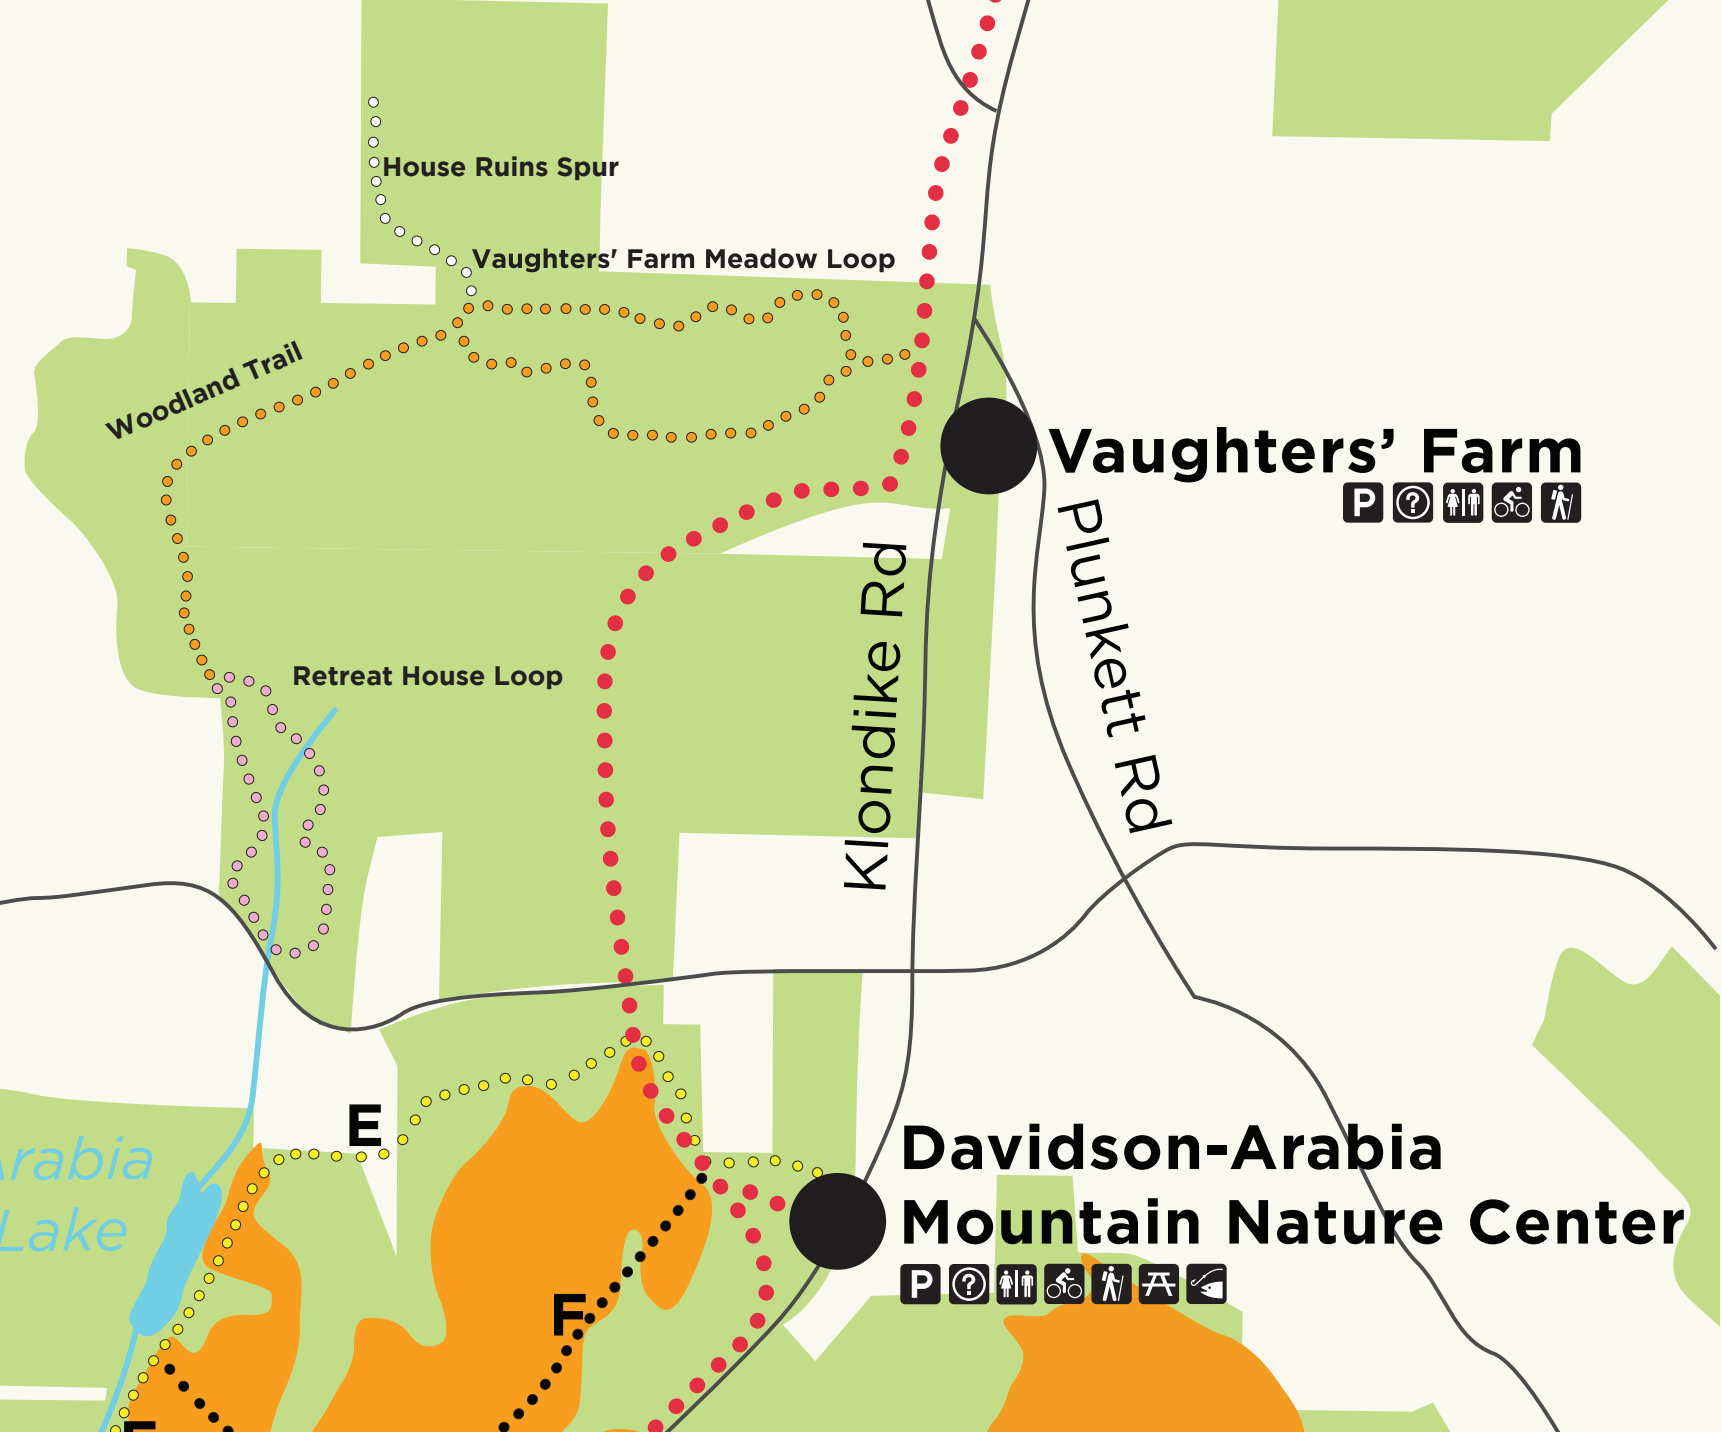 House Ruins Spur
Vaughters' Farm Meadow Loop
Woodland Trail
Vaughters’ Farm
P ?
Plunkett Rd
Klondike Rd
Retreat House Loop
E
Arabia
Lake
Davidson-Arabia
Mountain Nature Center
P ?
F